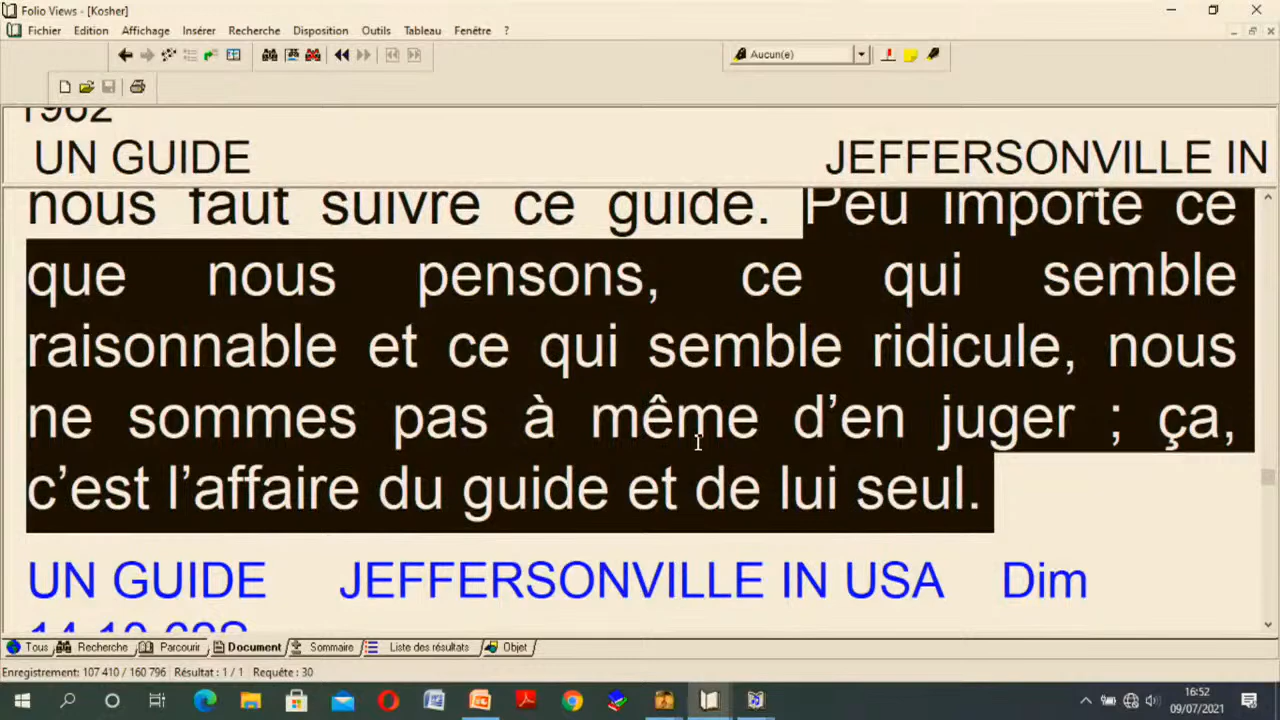 Folio Views - [Kosher]
Fichier Edition Affichage Insérer Recherche Disposition Outils Tableau Fenêtre ?
Aucun(e)
1962
UN GUIDE JEFFERSONVILLE IN
nous faut suivre ce guide. Peu importe ce
que nous pensons, ce qui semble
raisonnable et ce qui semble ridicule, nous
ne sommes pas à même d’en juger ; ça,
c’est l’affaire du guide et de lui seul.
UN GUIDE JEFFERSONVILLE IN USA Dim
14.10.62S
Tous Recherche Parcourir Document Sommaire Liste des résultats Objet
Enregistrement: 107 410 / 160 796 Résultat : 1 / 1 Requête : 30
16:52
09/07/2021